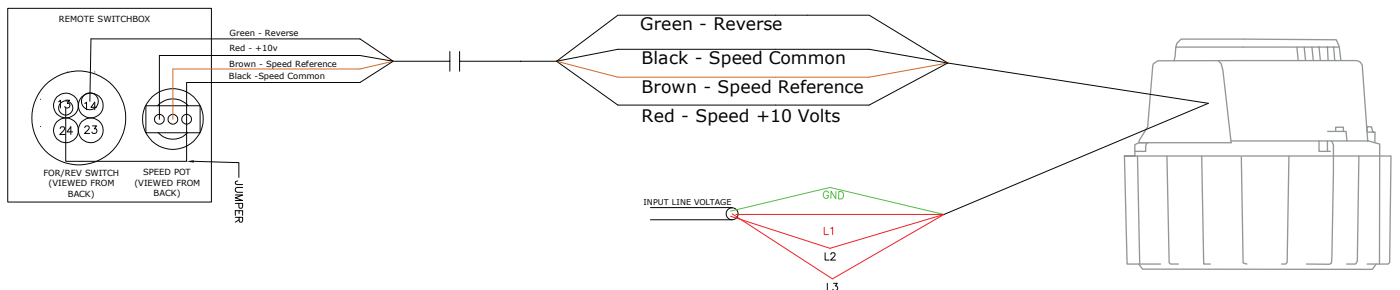 REMOTE SWITCHBOX
Green - Reverse
Red - +10v
Brown - Speed Reference
Black -Speed Common
13
14
24
23
FOR/REV SWITCH
(VIEWED FROM
BACK)
SPEED POT
(VIEWED FROM
BACK)
JUMPER
Green - Reverse
Black - Speed Common
Brown - Speed Reference
Red - Speed +10 Volts
INPUT LINE VOLTAGE
GND
L1
L2
L3